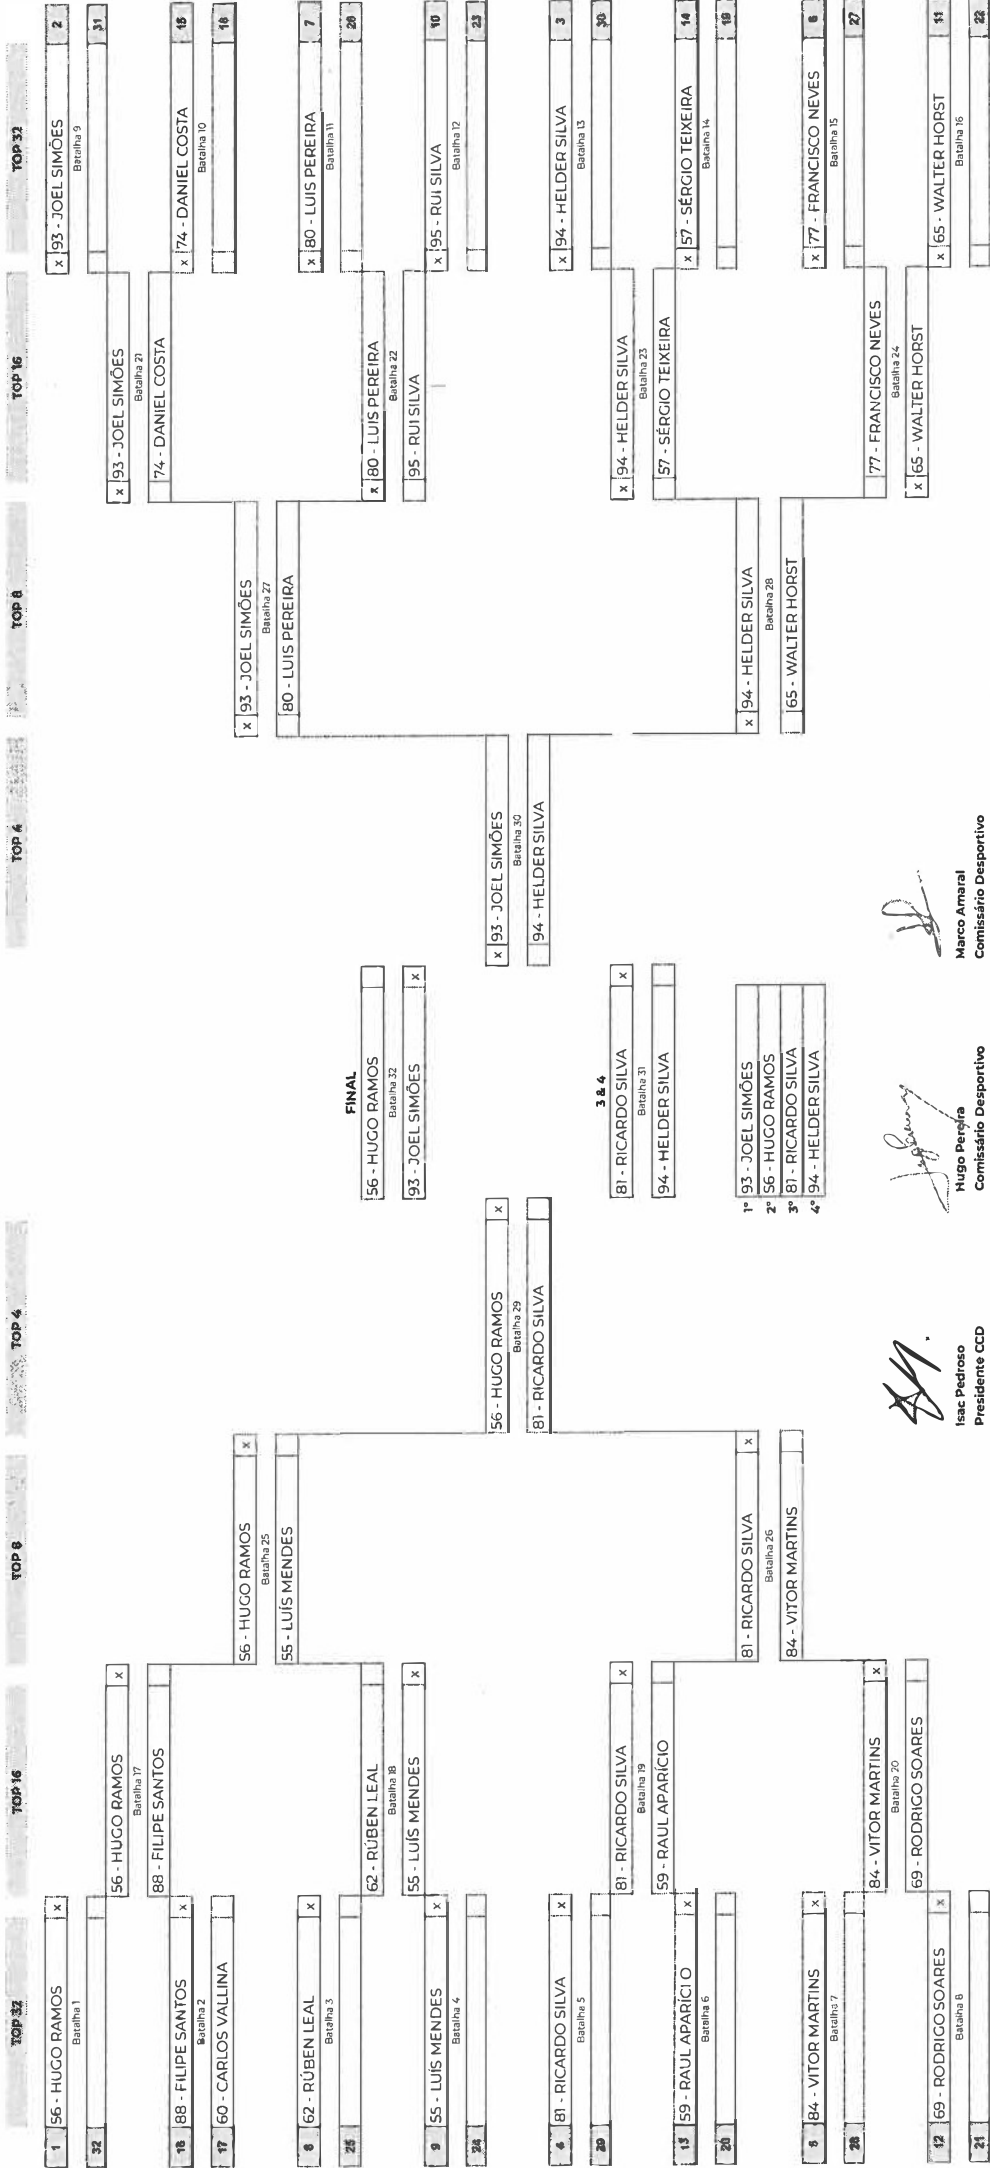 TOP 32
TOP 16
TOP 8
TOP 4
TOP 4
TOP 8
TOP 16
TOP 32
1
56 - HUGO RAMOS
x
Batalha 1
32
16
88 - FILIPE SANTOS
x
Batalha 2
17
60 - CARLOS VALLINA
8
62 - RÚBEN LEAL
x
Batalha 3
25
9
55 - LUÍS MENDES
x
Batalha 4
24
4
81 - RICARDO SILVA
x
Batalha 5
29
13
59 - RAUL APARÍCIO
x
Batalha 6
20
5
84 - VITOR MARTINS
x
Batalha 7
28
12
69 - RODRIGO SOARES
x
Batalha 8
21
56 - HUGO RAMOS
x
Batalha 17
88 - FILIPE SANTOS
62 - RÚBEN LEAL
Batalha 18
55 - LUÍS MENDES
x
81 - RICARDO SILVA
x
Batalha 19
59 - RAUL APARÍCIO
84 - VITOR MARTINS
x
Batalha 20
69 - RODRIGO SOARES
56 - HUGO RAMOS
x
Batalha 25
55 - LUÍS MENDES
81 - RICARDO SILVA
x
Batalha 26
84 - VITOR MARTINS
56 - HUGO RAMOS
x
Batalha 29
81 - RICARDO SILVA
FINAL
56 - HUGO RAMOS
Batalha 32
93 - JOEL SIMÕES
x
3 & 4
81 - RICARDO SILVA
x
Batalha 31
94 - HELDER SILVA
1º 93 - JOEL SIMÕES
2º 56 - HUGO RAMOS
3º 81 - RICARDO SILVA
4º 94 - HELDER SILVA
x
93 - JOEL SIMÕES
Batalha 30
94 - HELDER SILVA
x
93 - JOEL SIMÕES
Batalha 27
80 - LUIS PEREIRA
x
94 - HELDER SILVA
Batalha 28
65 - WALTER HORST
x
93 - JOEL SIMÕES
Batalha 21
74 - DANIEL COSTA
x
80 - LUIS PEREIRA
Batalha 22
95 - RUI SILVA
x
94 - HELDER SILVA
Batalha 23
57 - SÉRGIO TEIXEIRA
77 - FRANCISCO NEVES
Batalha 24
x
65 - WALTER HORST
x
93 - JOEL SIMÕES
2
Batalha 9
31
x
74 - DANIEL COSTA
15
Batalha 10
18
x
80 - LUIS PEREIRA
7
Batalha 11
26
x
95 - RUI SILVA
10
Batalha 12
23
x
94 - HELDER SILVA
3
Batalha 13
30
x
57 - SÉRGIO TEIXEIRA
14
Batalha 14
19
x
77 - FRANCISCO NEVES
6
Batalha 15
27
x
65 - WALTER HORST
11
Batalha 16
22
Isac Pedroso
Presidente CCD
Hugo Pereira
Comissário Desportivo
Marco Amaral
Comissário Desportivo